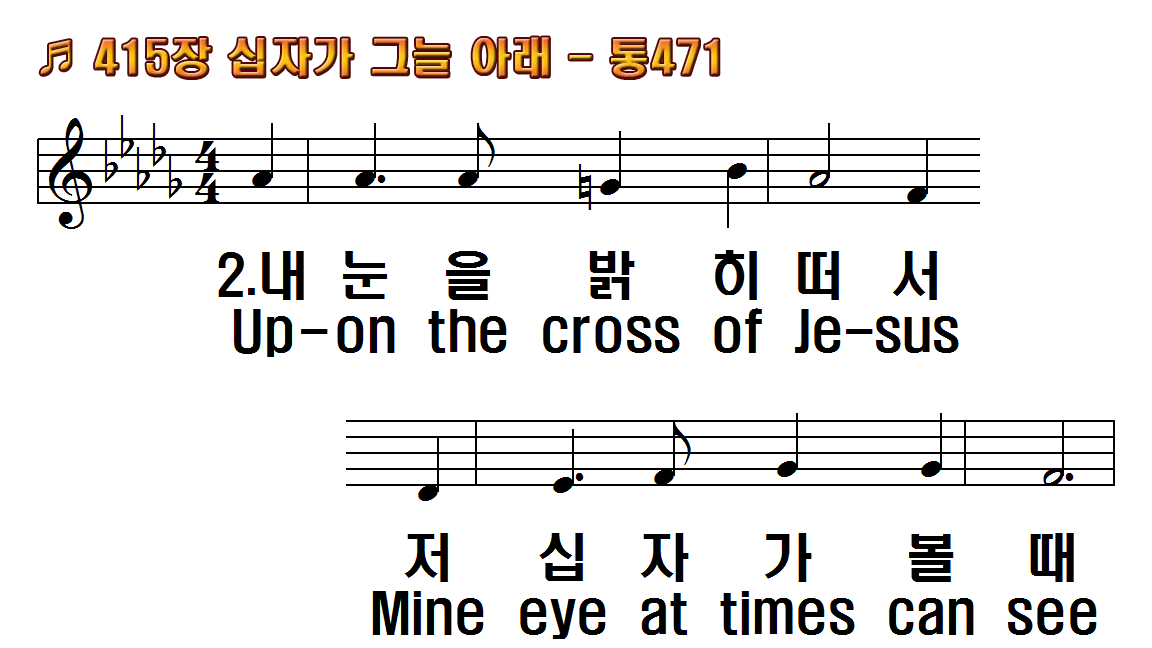 ♬ 415장 십자가 그늘 아래 - 통471
4
4
2.내 눈 을 밝 히 떠 서
Up-on the cross of Je-sus
저 십 자 가 볼 때
Mine eye at times can see